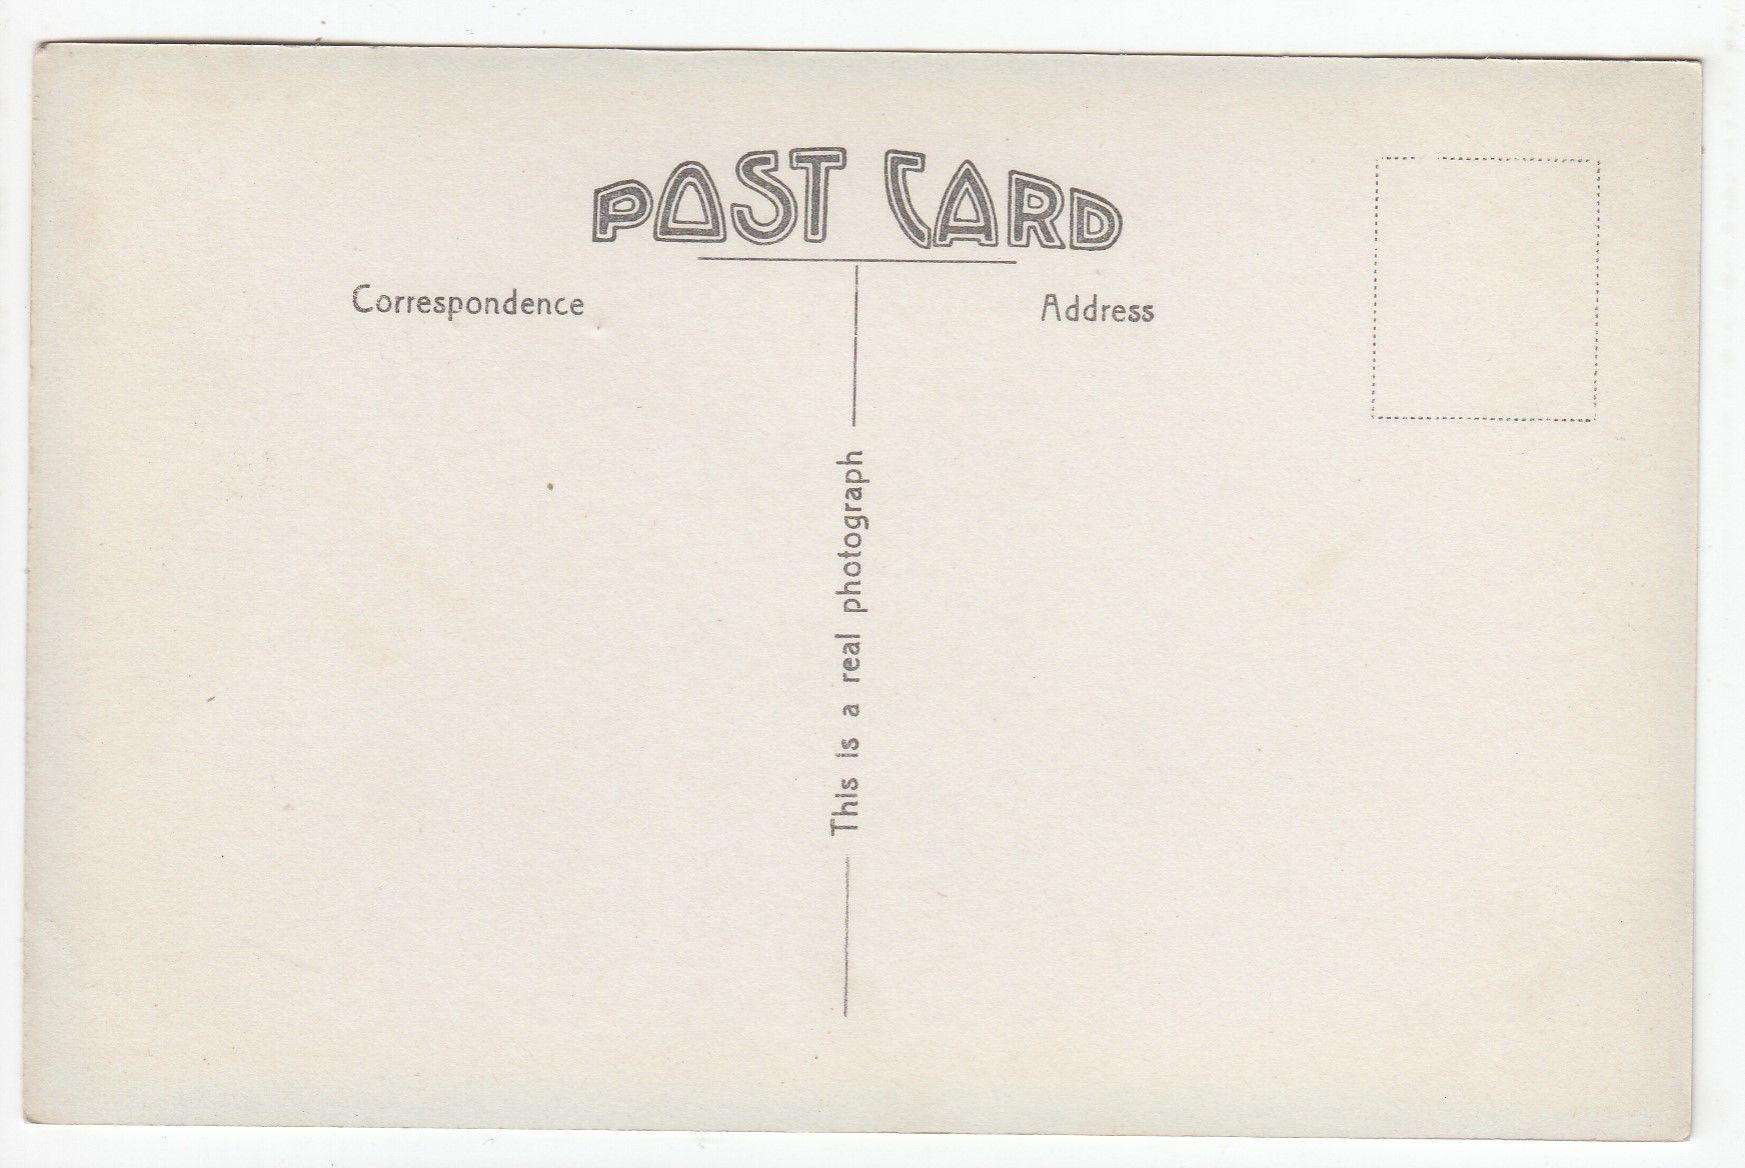 POST CARD
Correspondence
Address
This is a real photograph